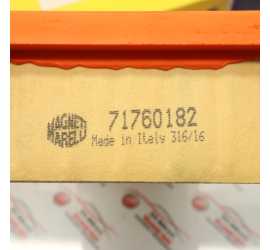 MAGNETI
MARELLI
71760182
Made in Italy 316/16